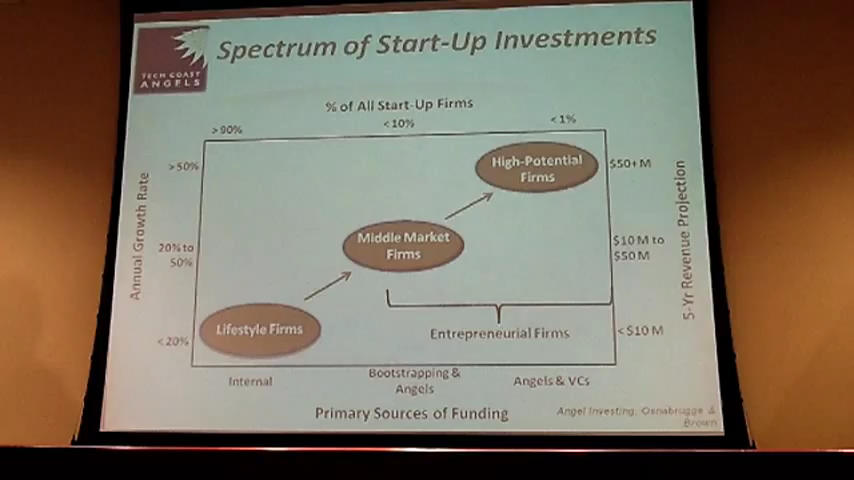 Spectrum of Start-Up Investments
TECH COAST
ANGELS
% of All Start-Up Firms
>90%
<10%
<1%
Annual Growth Rate
>50%
20% to
50%
<20%
High-Potential
Firms
Middle Market
Firms
Lifestyle Firms
Entrepreneurial Firms
$50+M
$10 M to
$50 M
<$10 M
5-Yr Revenue Projection
Internal
Bootstrapping &
Angels
Angels & VCs
Primary Sources of Funding
Angel Investing, Osnabrugge &
Brown